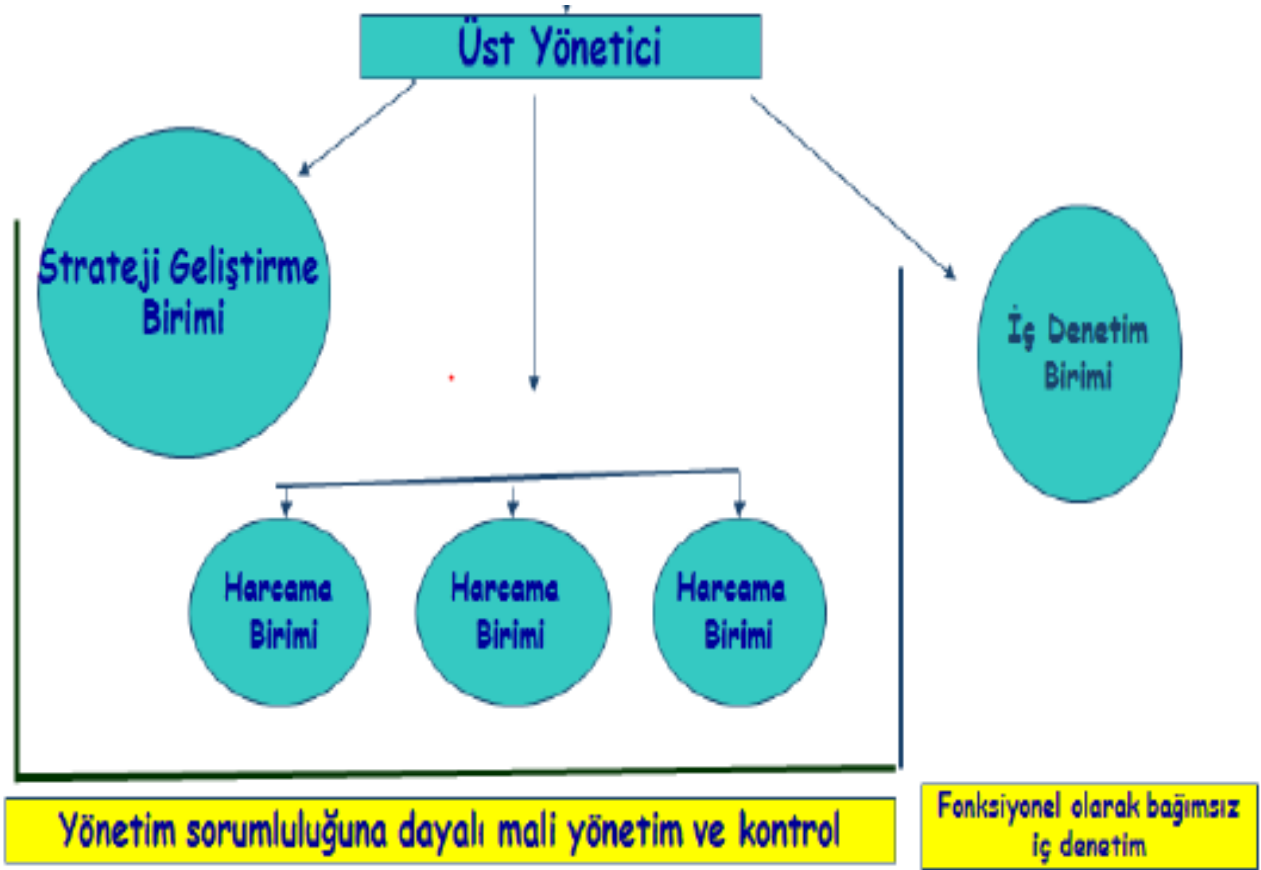 Üst Yönetici
Strateji Geliştirme
Birimi
İç Denetim
Birimi
Harcama
Birimi
Harcama
Birimi
Harcama
Birimi
Yönetim sorumluluğuna dayalı mali yönetim ve kontrol
Fonksiyonel olarak bağımsız
iç denetim